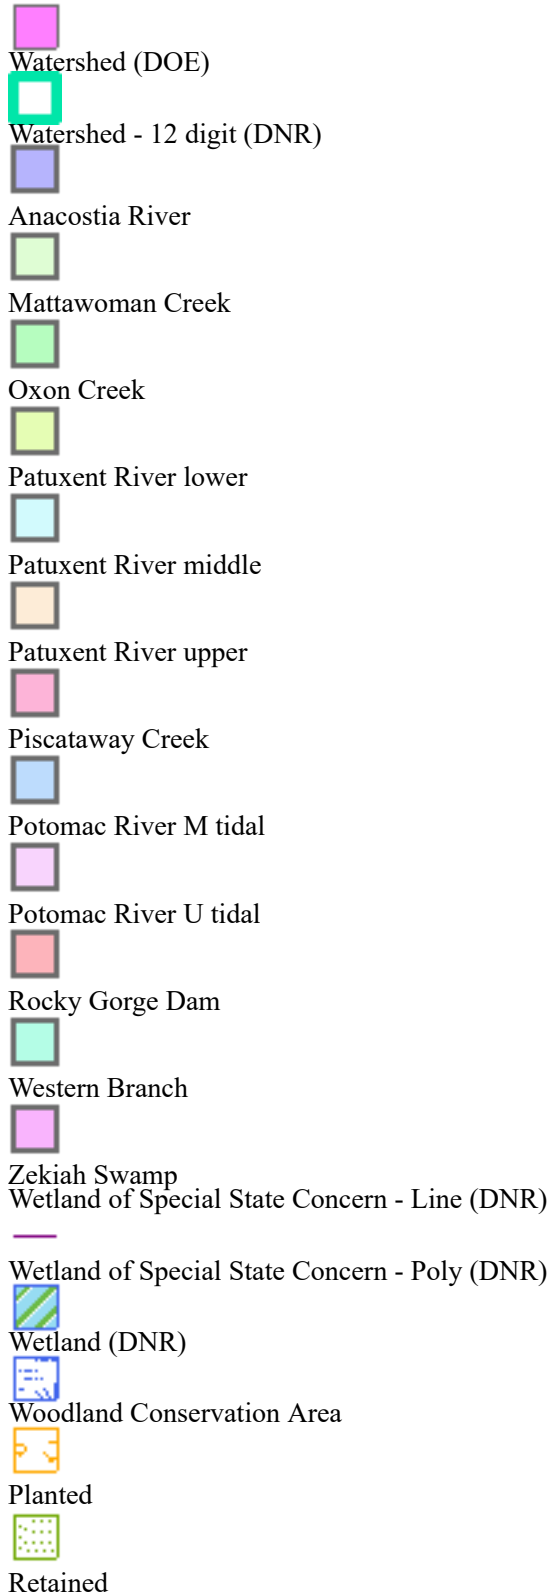 Watershed (DOE)
Watershed - 12 digit (DNR)
Anacostia River
Mattawoman Creek
Oxon Creek
Patuxent River lower
Patuxent River middle
Patuxent River upper
Piscataway Creek
Potomac River M tidal
Potomac River U tidal
Rocky Gorge Dam
Western Branch
Zekiah Swamp
Wetland of Special State Concern - Line (DNR)
Wetland of Special State Concern - Poly (DNR)
Wetland (DNR)
Woodland Conservation Area
Planted
Retained